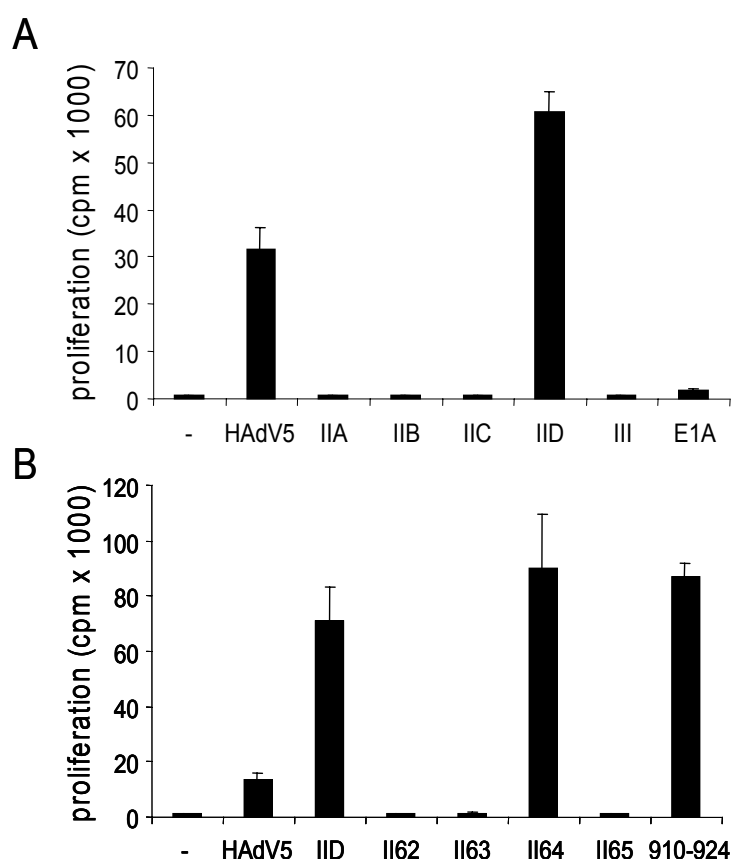 A
proliferation (cpm x 1000)
70
60
50
40
30
20
10
0
- HAdV5 IIA IIB IIC IID III E1A
B
proliferation (cpm x 1000)
120
100
80
60
40
20
0
- HAdV5 IID II62 II63 II64 II65 910-924